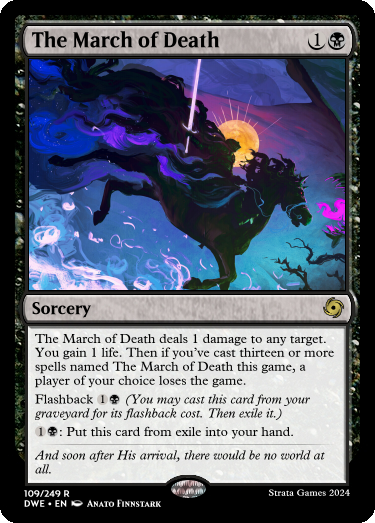 The March of Death 1
Sorcery
The March of Death deals 1 damage to any target.
You gain 1 life. Then if you've cast thirteen or more
spells named The March of Death this game, a
player of your choice loses the game.
Flashback 1 (You may cast this card from your
graveyard for its flashback cost. Then exile it.)
1: Put this card from exile into your hand.
And soon after His arrival, there would be no world at
all.
109/249 R
DWE • EN Anato Finnstark
Strata Games 2024